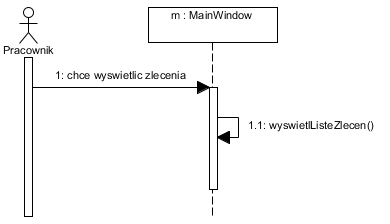 m : MainWindow
Pracownik
1: chce wyswietlic zlecenia
1.1: wyswietlListeZlecen()